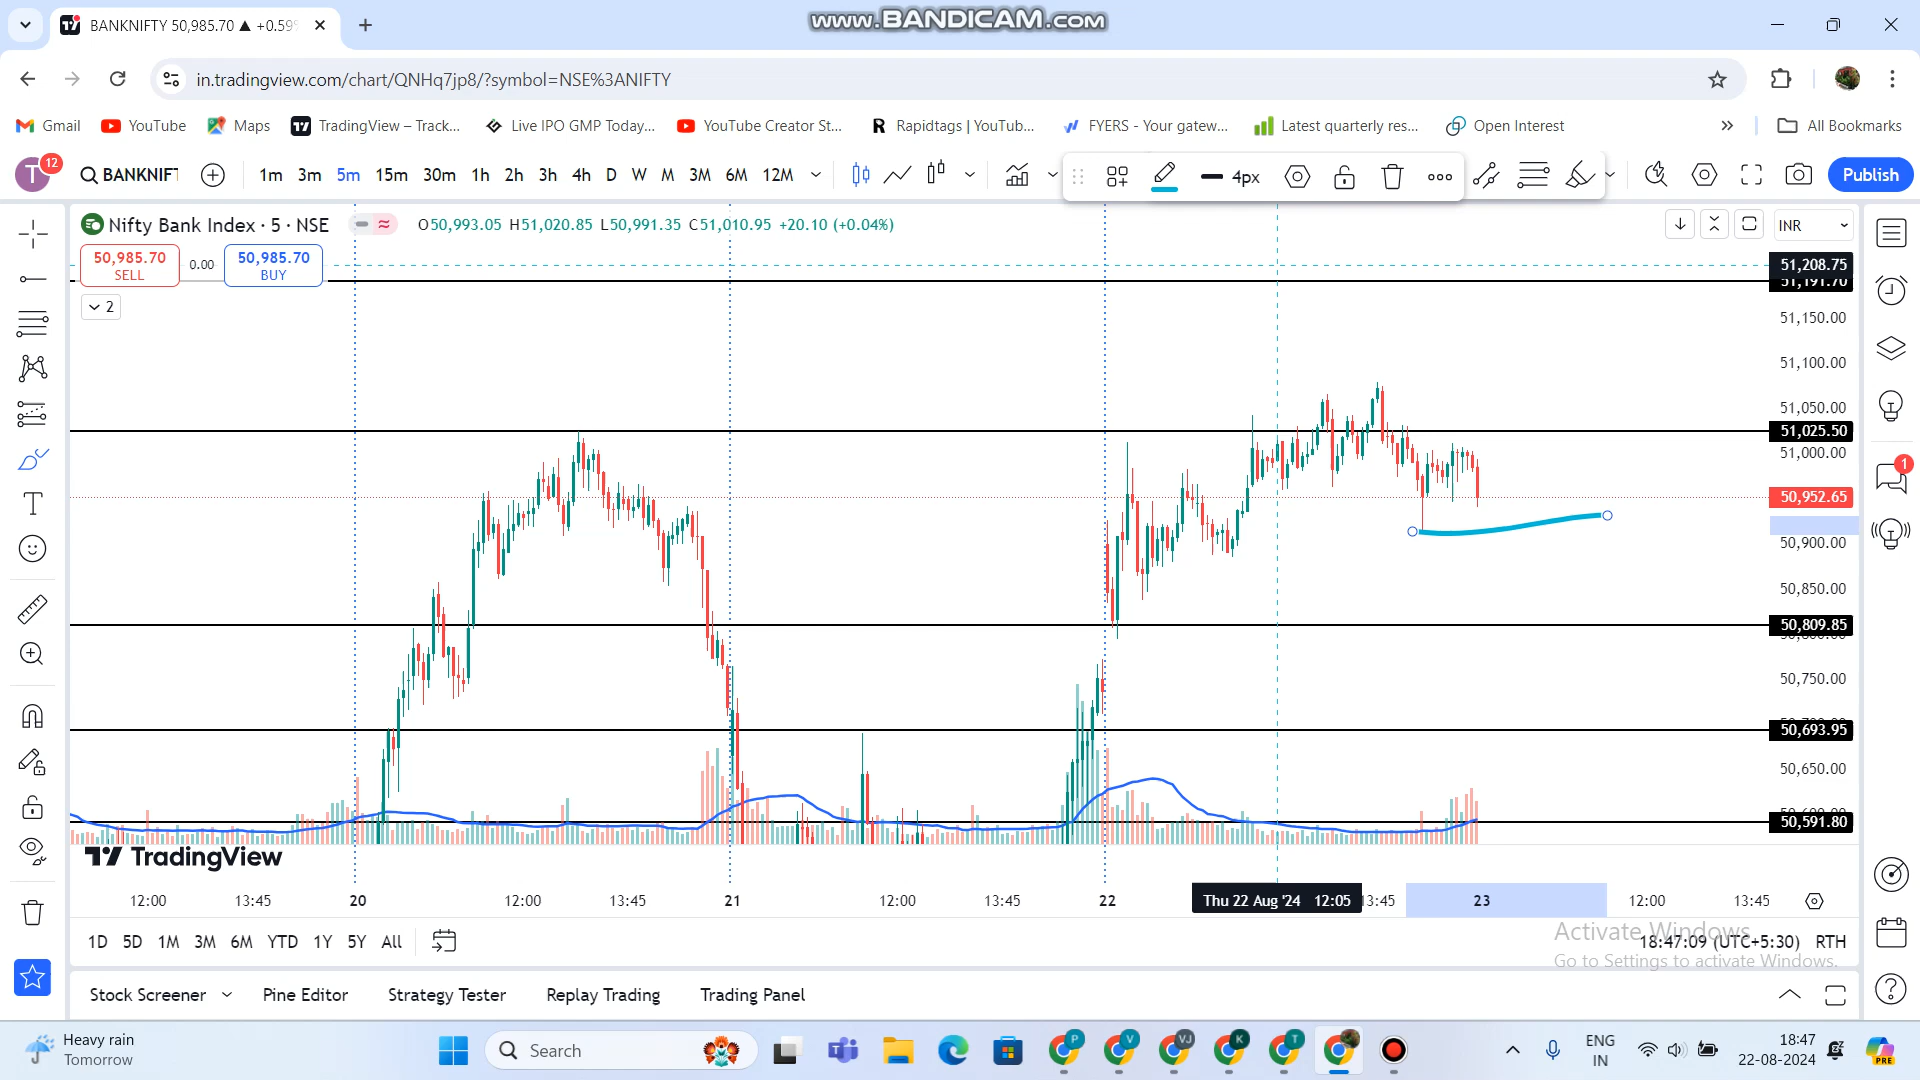 BANKNIFTY 50,985.70 ▲ +0.59%
www.BANDICAM.com
in.tradingview.com/chart/QNHq7jp8/?symbol=NSE%3ANIFTY
Gmail YouTube Maps TradingView – Track... Live IPO GMP Today... YouTube Creator St... Rapidtags | YouTub... FYERS - Your gatew... Latest quarterly res... Open Interest » All Bookmarks
T 12 BANKNIFT 1m 3m 5m 15m 30m 1h 2h 3h 4h D W M 3M 6M 12M 4px Publish
Nifty Bank Index · 5 · NSE O50,993.05 H51,020.85 L50,991.35 C51,010.95 +20.10 (+0.04%) INR
50,985.70 SELL 0.00 50,985.70 BUY
2
51,208.75
51,191.70
51,150.00
51,100.00
51,050.00
51,025.50
51,000.00
50,952.65
50,900.00
50,850.00
50,809.85
50,750.00
50,693.95
50,650.00
50,591.80
1
TradingView
12:00 13:45 20 12:00 13:45 21 12:00 13:45 22 Thu 22 Aug '24 12:05 3:45 23 12:00 13:45
1D 5D 1M 3M 6M YTD 1Y 5Y All 18:47:09 (UTC+5:30) RTH
Activate Windows
Go to Settings to activate Windows.
Stock Screener Pine Editor Strategy Tester Replay Trading Trading Panel
Heavy rain
Tomorrow
Search
P V VJ K T
ENG
IN
18:47
22-08-2024
PRE